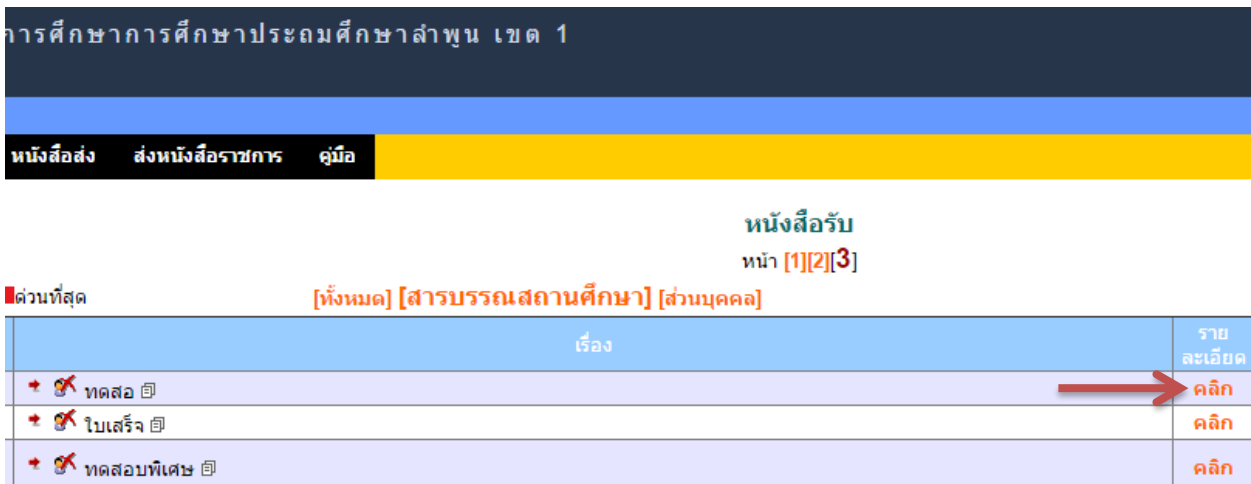 การศึกษาการศึกษาประถมศึกษาลำพูน เขต 1
หนังสือส่ง ส่งหนังสือราชการ คู่มือ
หนังสือรับ
หน้า [1][2][3]
ด่วนที่สุด [ทั้งหมด] [สารบรรณสถานศึกษา] [ส่วนบุคคล]
เรื่อง ราย
ละเอียด
ทดสอ คลิก
ใบเสร็จ คลิก
ทดสอบพิเศษ คลิก